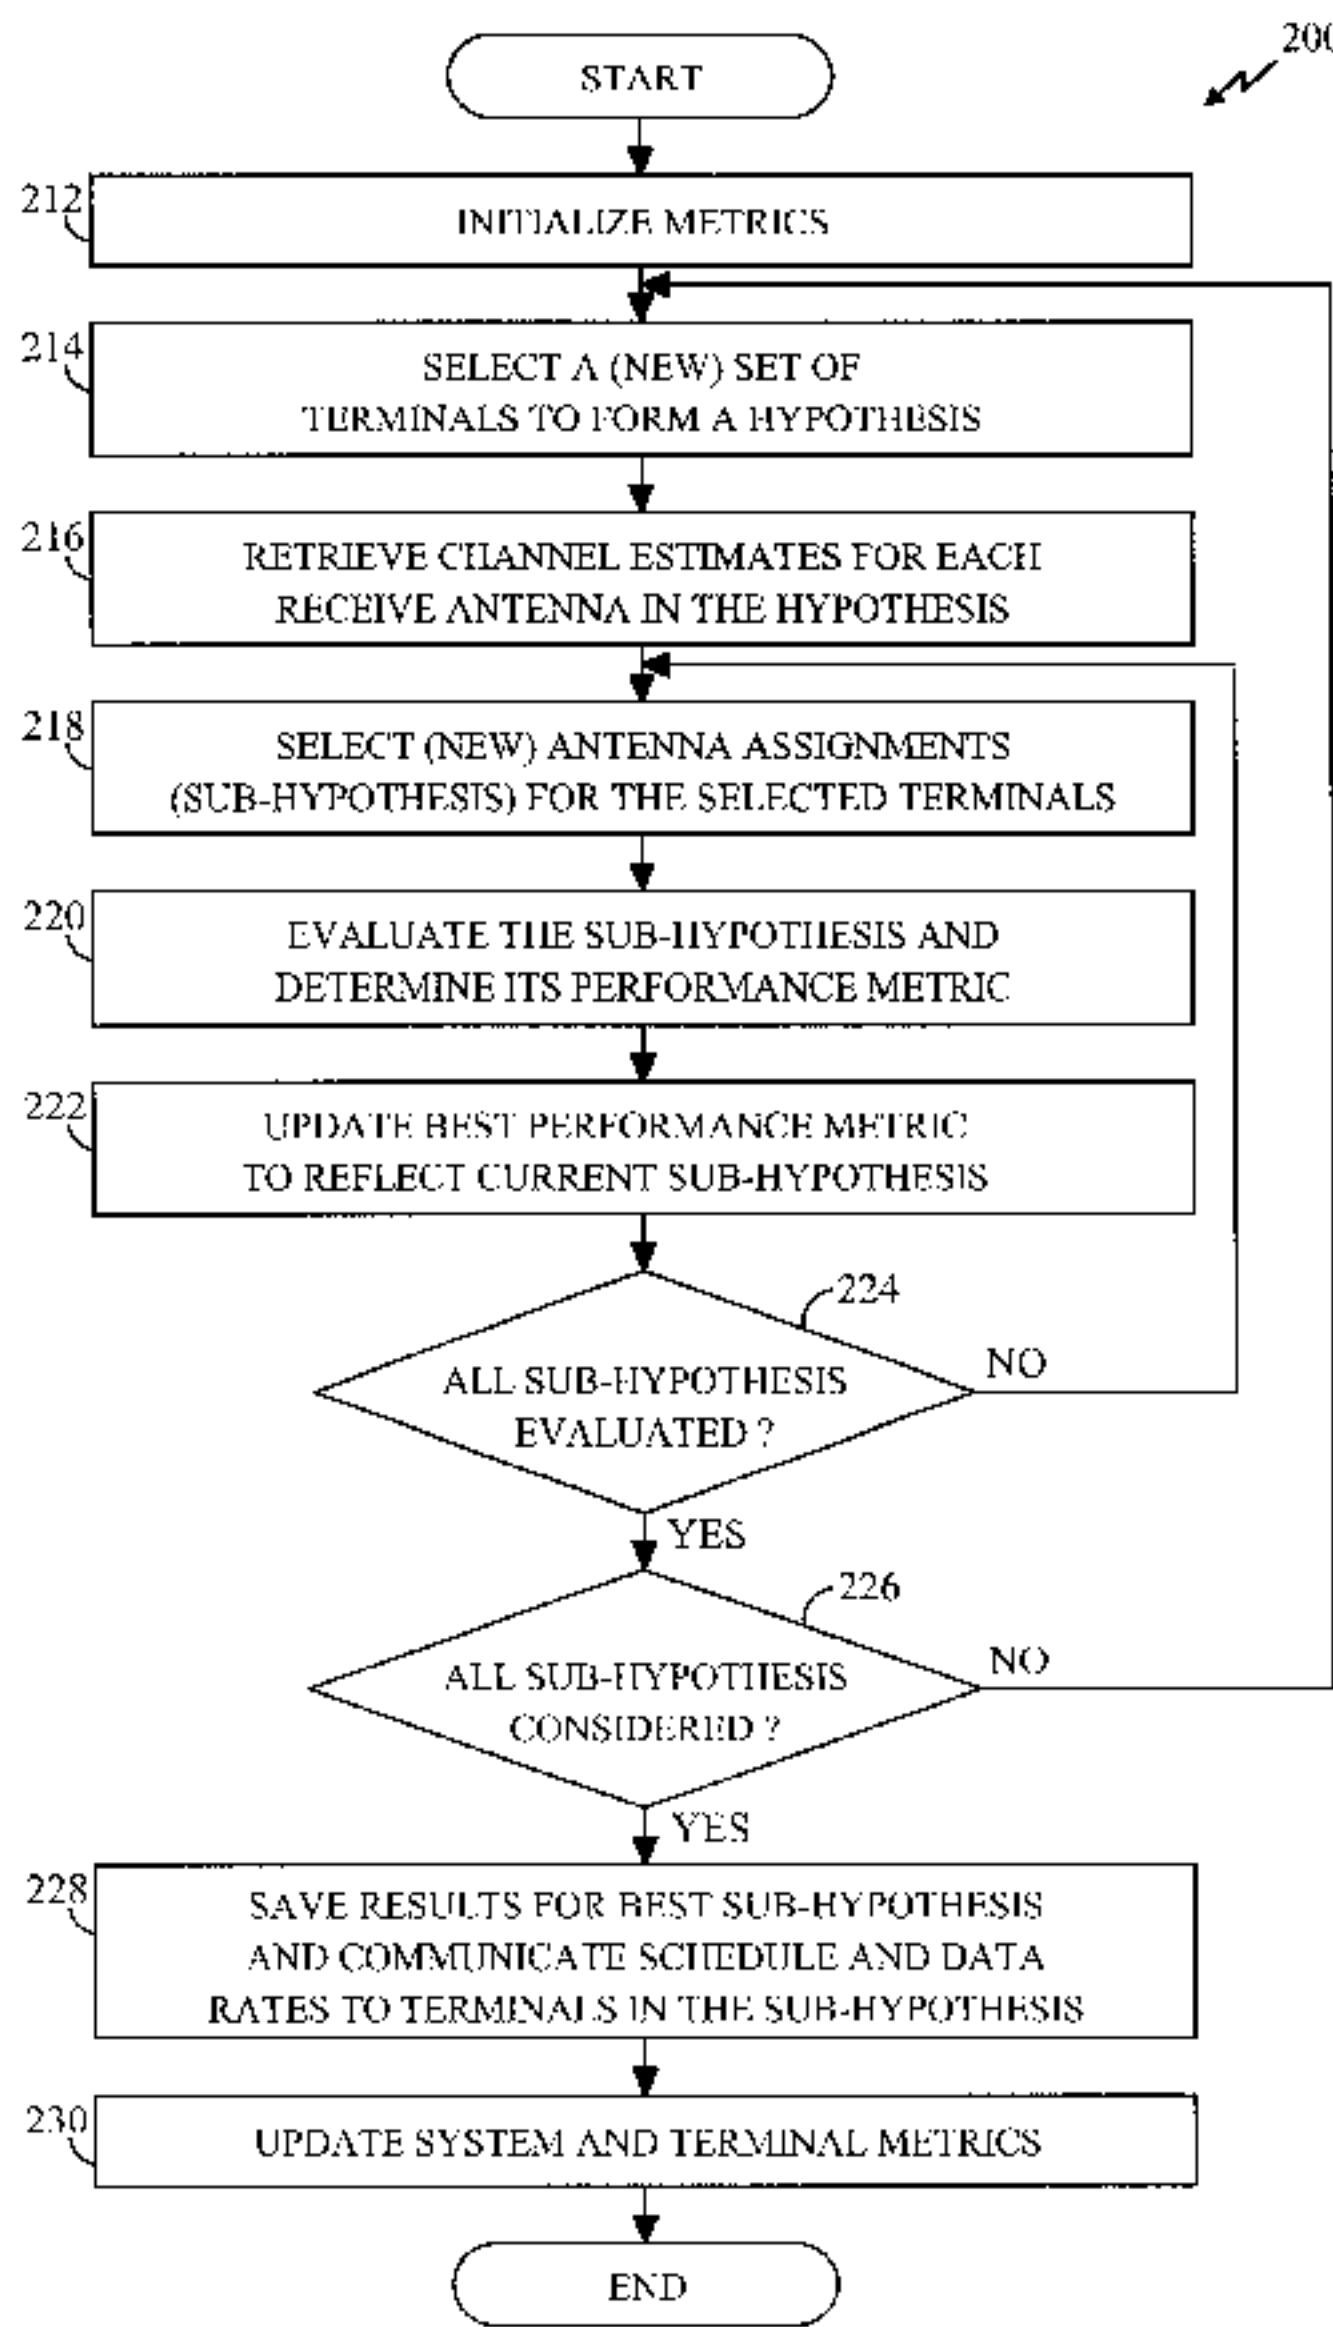 200
START
212
INITIALIZE METRICS
214
SELECT A (NEW) SET OF
TERMINALS TO FORM A HYPOTHESIS
216
RETRIEVE CHANNEL ESTIMATES FOR EACH
RECEIVE ANTENNA IN THE HYPOTHESIS
218
SELECT (NEW) ANTENNA ASSIGNMENTS
(SUB-HYPOTHESIS) FOR THE SELECTED TERMINALS
220
EVALUATE THE SUB-HYPOTHESIS AND
DETERMINE ITS PERFORMANCE METRIC
222
UPDATE BEST PERFORMANCE METRIC
TO REFLECT CURRENT SUB-HYPOTHESIS
224
ALL SUB-HYPOTHESIS
EVALUATED ?
NO
YES
226
ALL SUB-HYPOTHESIS
CONSIDERED ?
NO
YES
228
SAVE RESULTS FOR BEST SUB-HYPOTHESIS
AND COMMUNICATE SCHEDULE AND DATA
RATES TO TERMINALS IN THE SUB-HYPOTHESIS
230
UPDATE SYSTEM AND TERMINAL METRICS
END